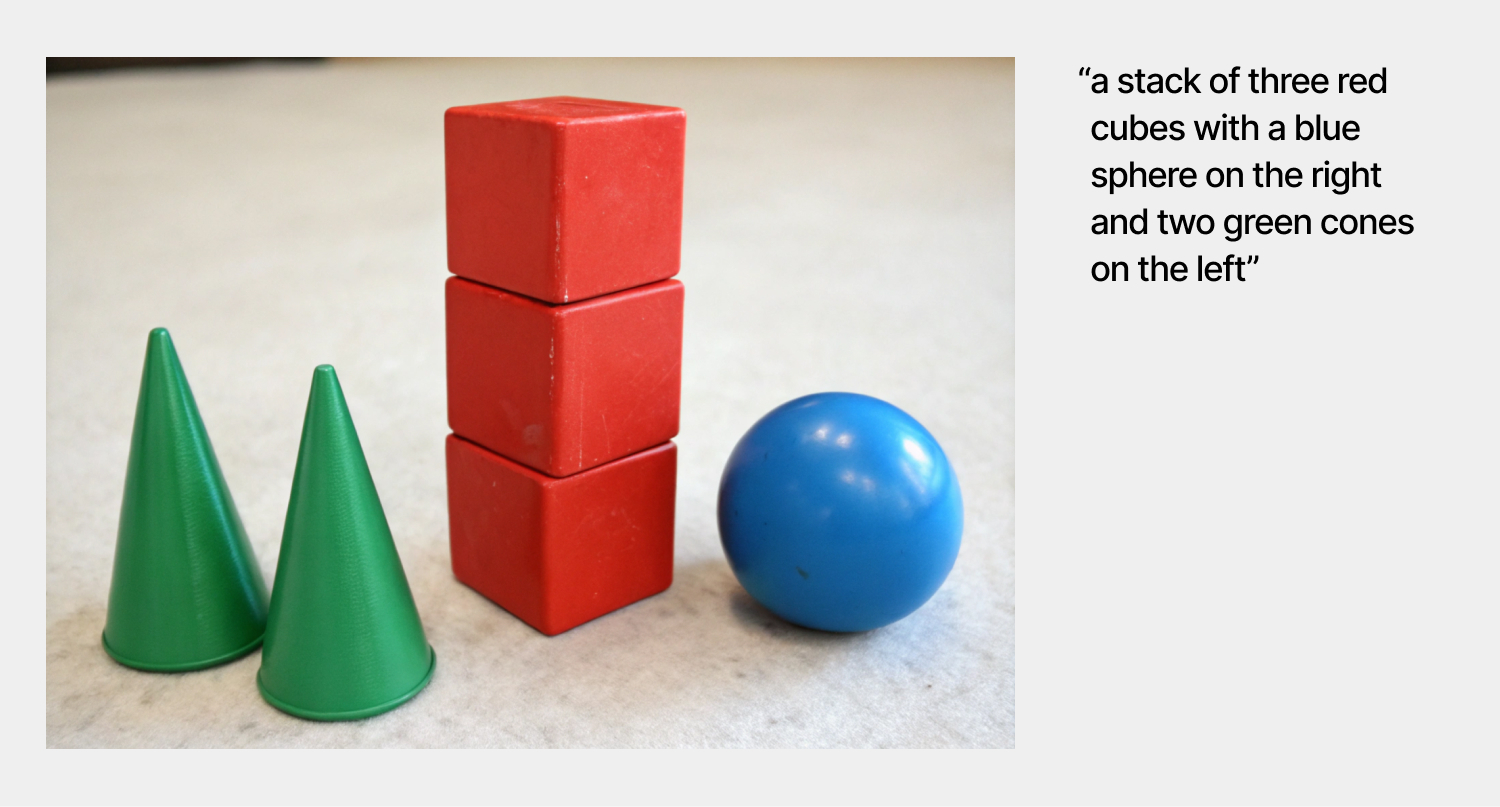 “a stack of three red
cubes with a blue
sphere on the right
and two green cones
on the left”